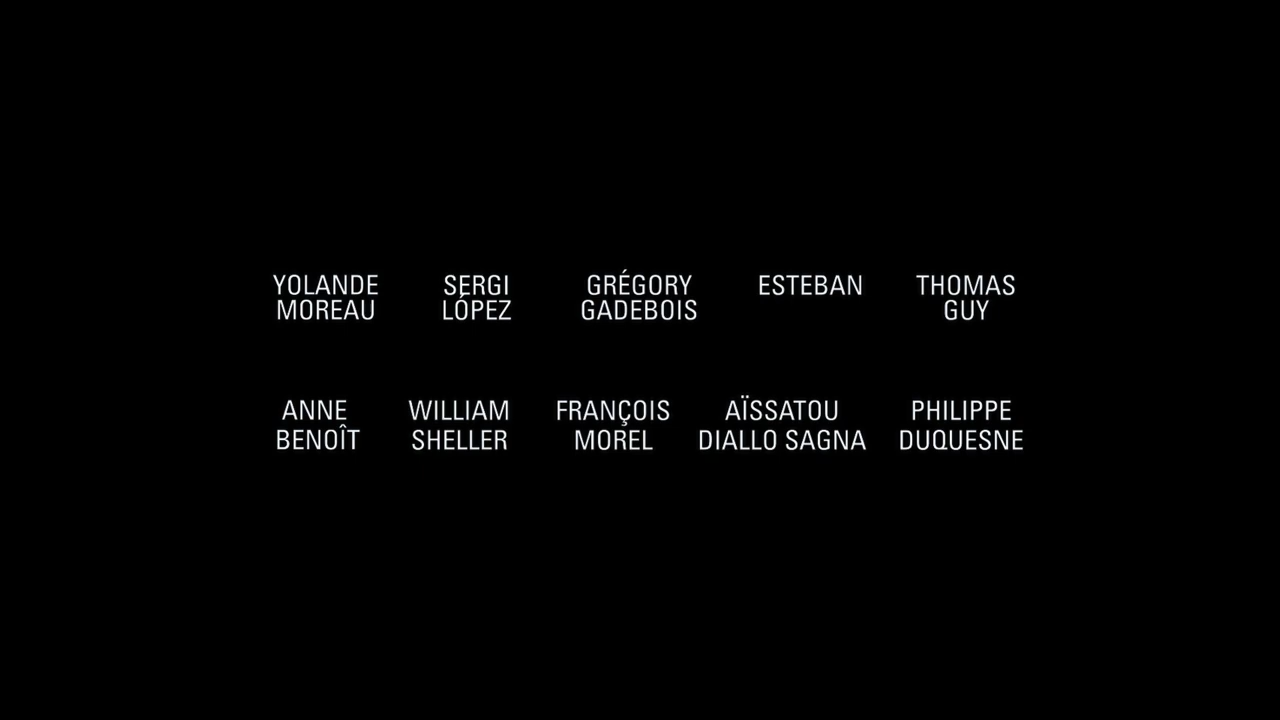 YOLANDE SERGI GRÉGORY ESTEBAN THOMAS
MOREAU LÓPEZ GADEBOIS GUY
ANNE WILLIAM FRANÇOIS AÏSSATOU PHILIPPE
BENOÎT SHELLER MOREL DIALLO SAGNA DUQUESNE